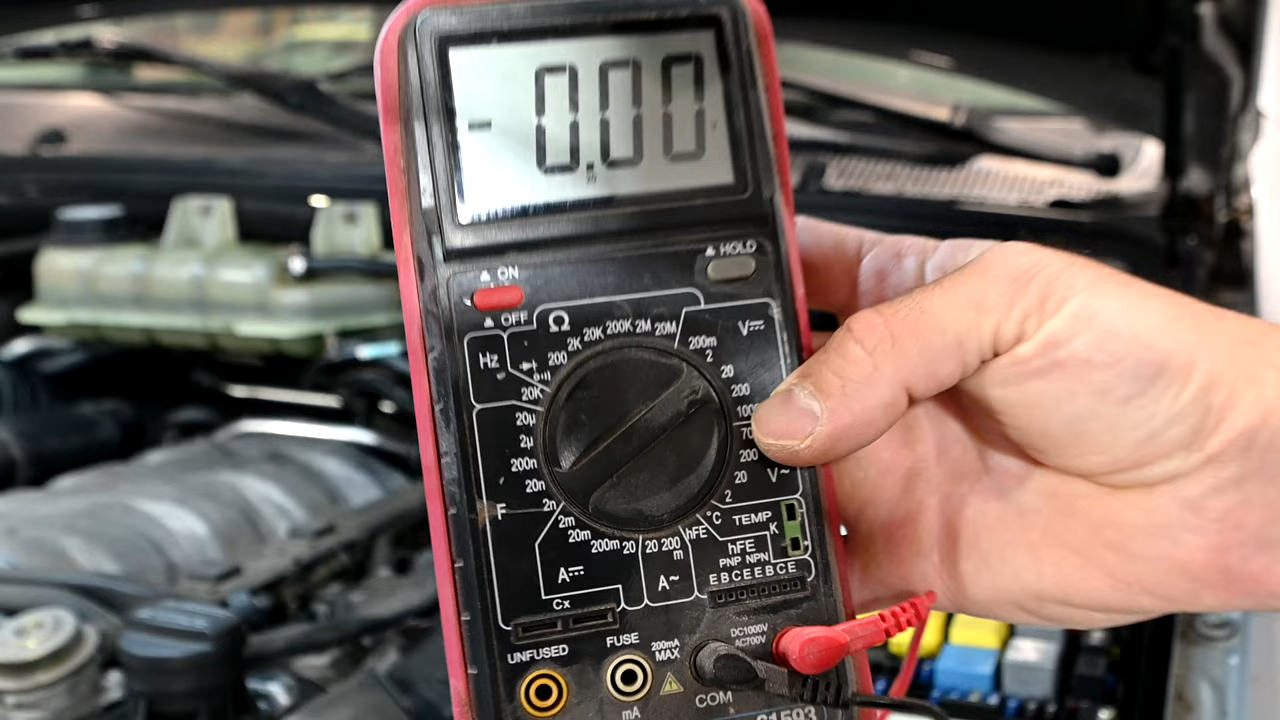 - 0.00
HOLD
ON
OFF
Ω
Hz
V
200
2K
20K
200K
2M
20M
200m
2
20
200
20K
20µ
2µ
200n
20n
2n
F
200
20
2
V~
2m
20m
200m
20
A
20
200
m
A~
hFE
°C
TEMP
K
hFE
PNP NPN
EBCEEBCE
Cx
UNFUSED
FUSE
200mA
MAX
DC1000V
AC700V
mA
COM